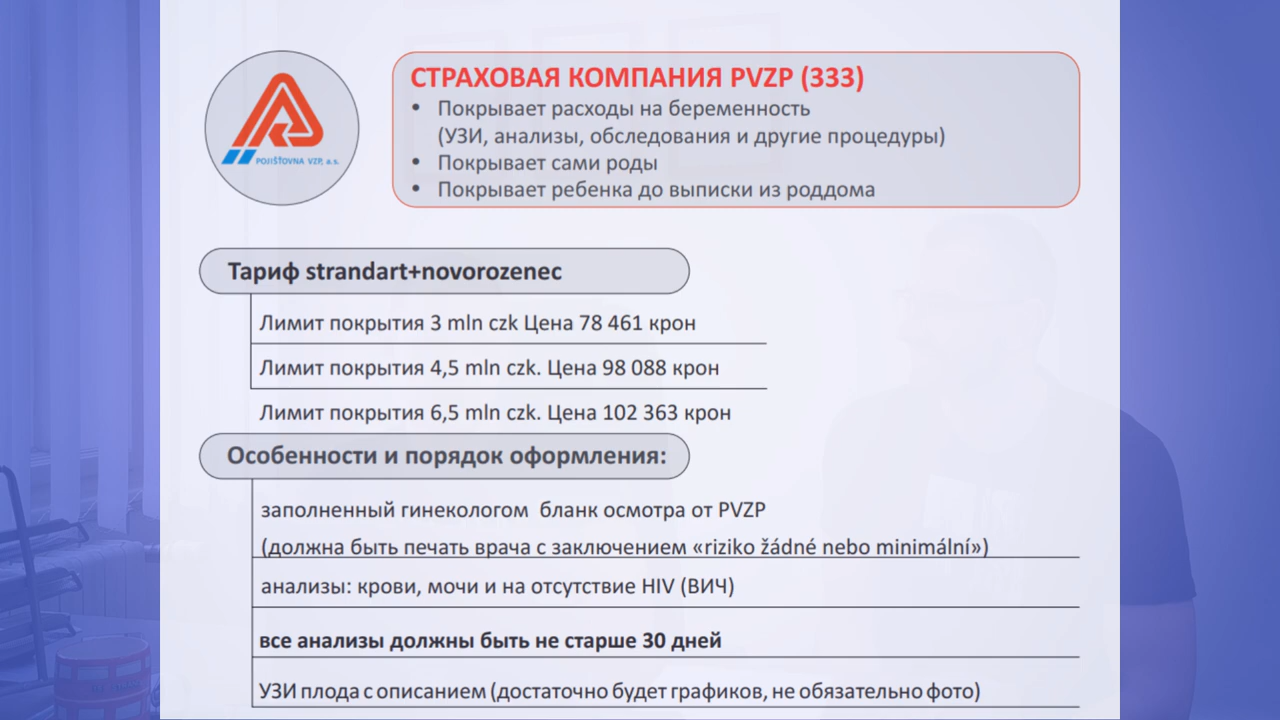 POJIŠŤOVNA VZP, a.s.
СТРАХОВАЯ КОМПАНИЯ PVZP (333)
• Покрывает расходы на беременность
(УЗИ, анализы, обследования и другие процедуры)
• Покрывает сами роды
• Покрывает ребенка до выписки из роддома
Тариф strandart+novorozenec
Лимит покрытия 3 mln czk Цена 78 461 крон
Лимит покрытия 4,5 mln czk. Цена 98 088 крон
Лимит покрытия 6,5 mln czk. Цена 102 363 крон
Особенности и порядок оформления:
заполненный гинекологом бланк осмотра от PVZP
(должна быть печать врача с заключением «riziko žádné nebo minimální»)
анализы: крови, мочи и на отсутствие HIV (ВИЧ)
все анализы должны быть не старше 30 дней
УЗИ плода с описанием (достаточно будет графиков, не обязательно фото)